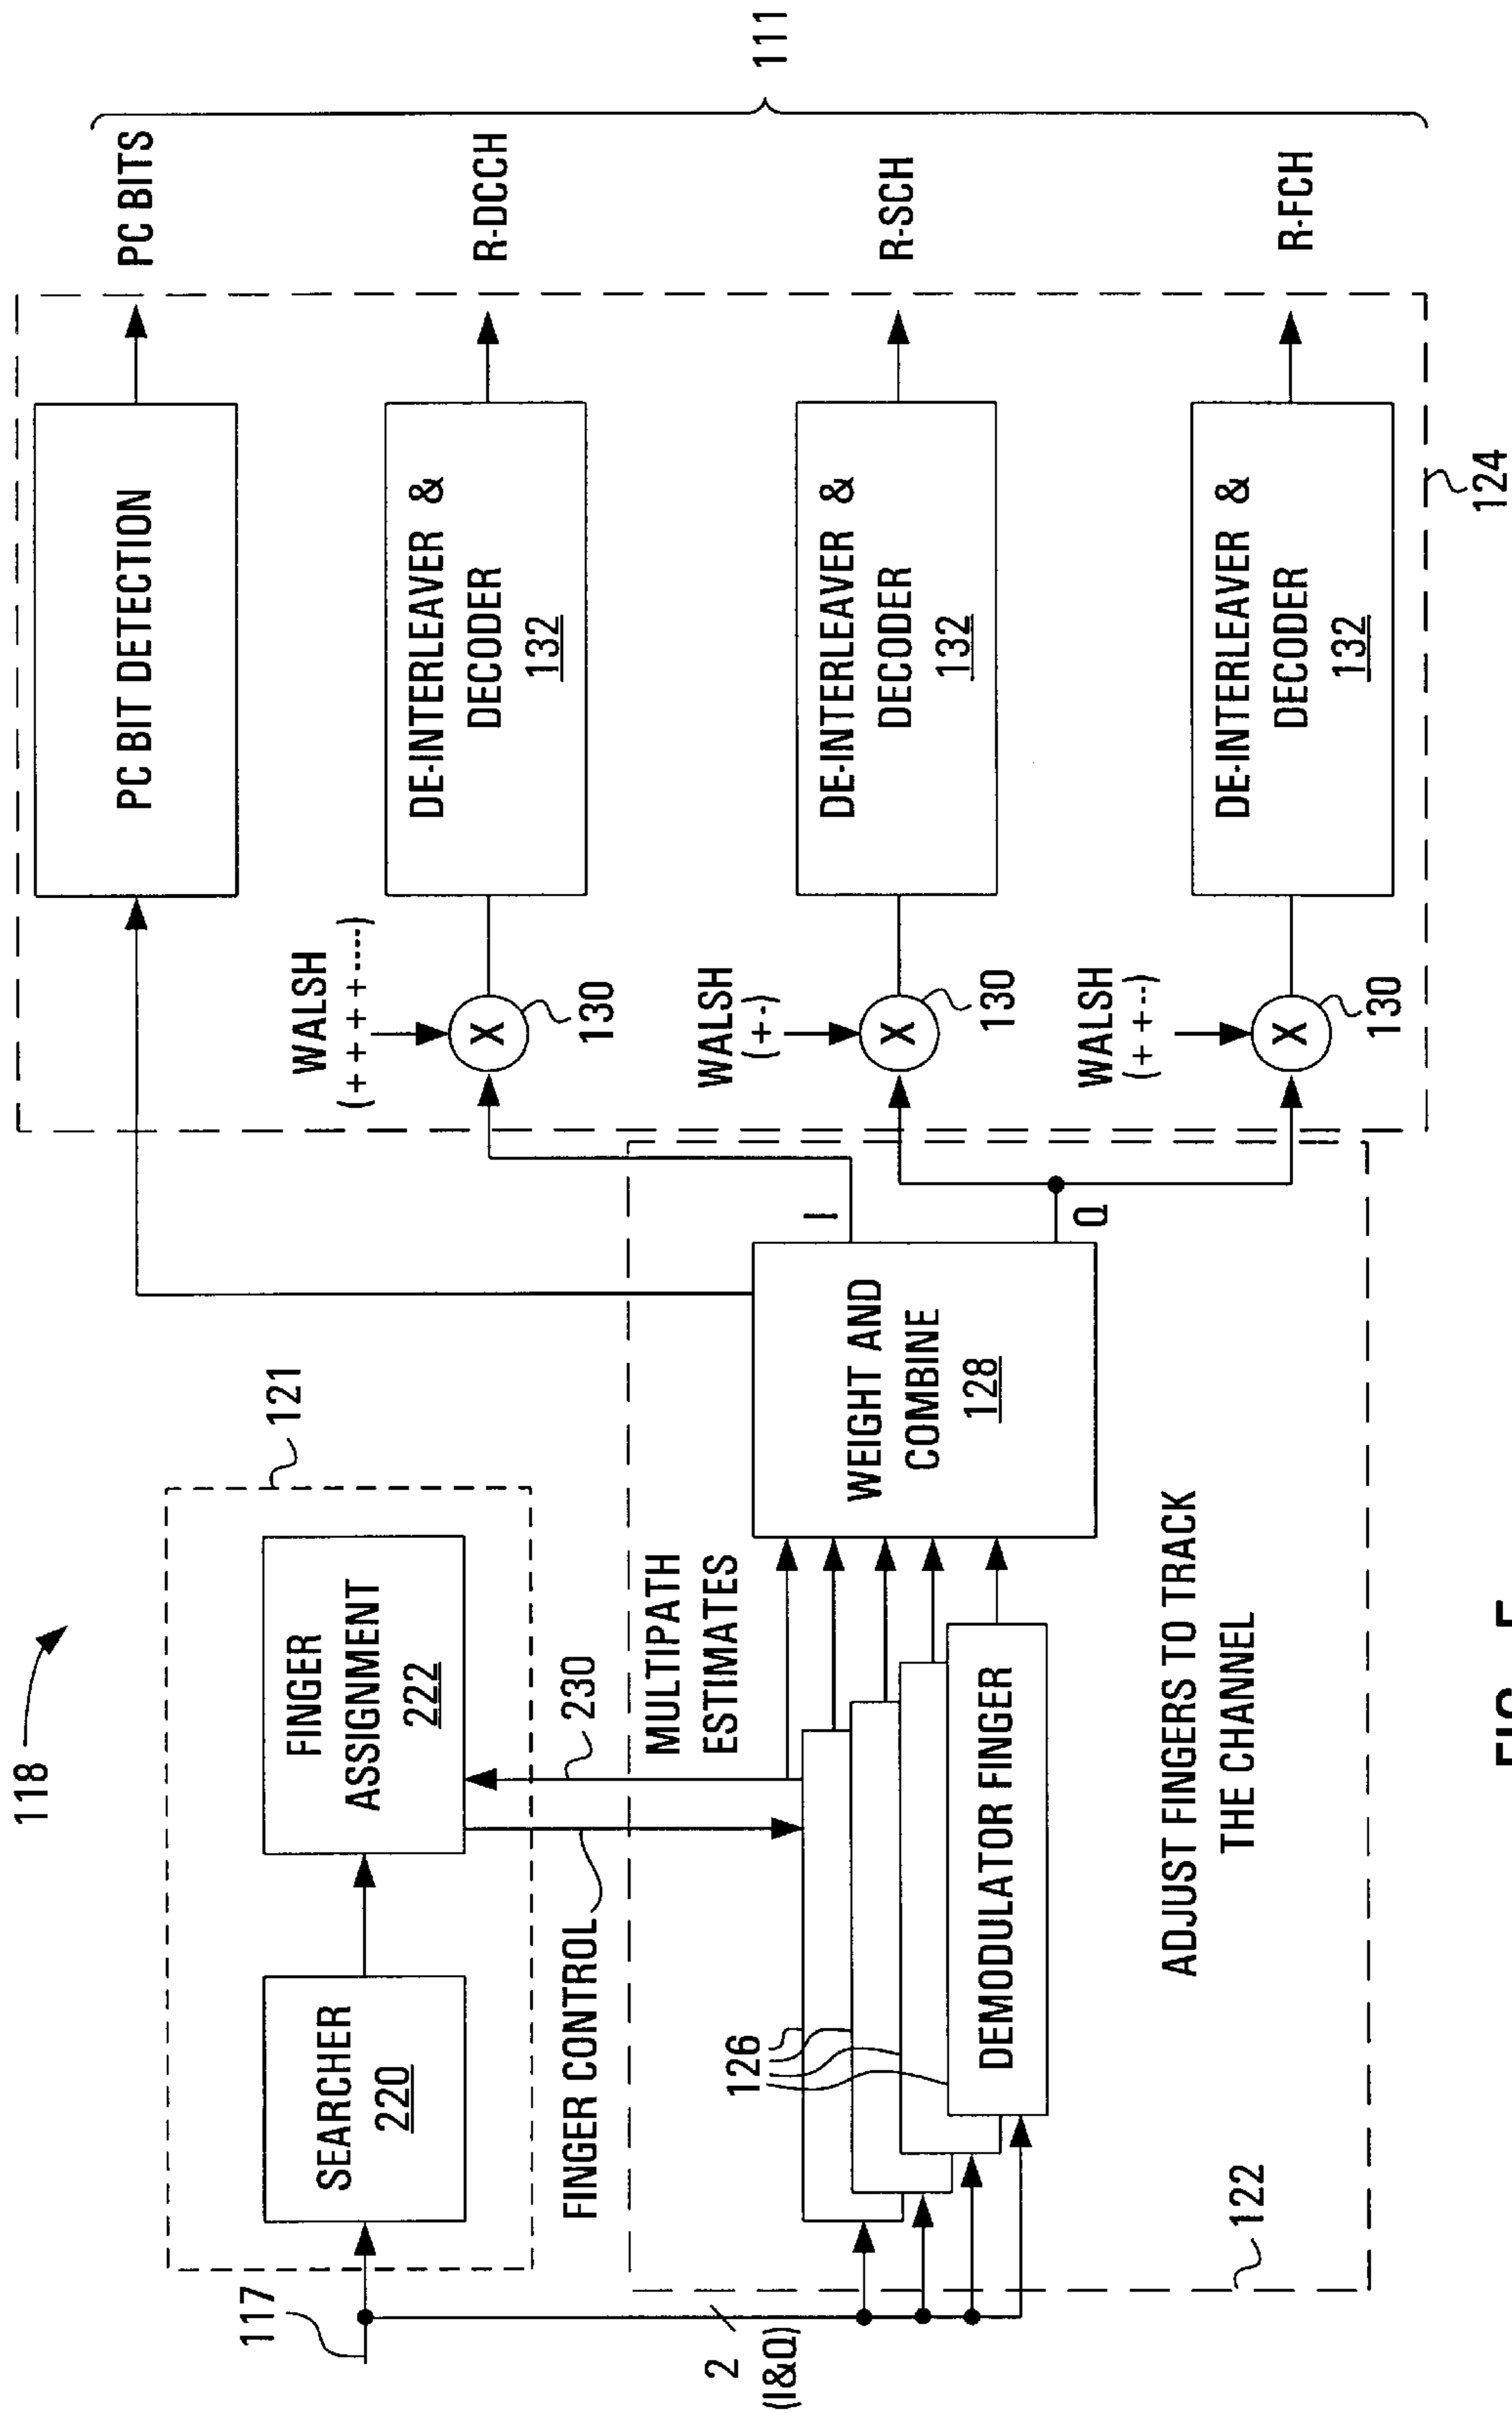 118
111
117
121
SEARCHER
220
FINGER
ASSIGNMENT
222
FINGER CONTROL
230
MULTIPATH
ESTIMATES
2
(I&Q)
126
DEMODULATOR FINGER
WEIGHT AND
COMBINE
128
I
Q
ADJUST FINGERS TO TRACK
THE CHANNEL
122
PC BIT DETECTION
PC BITS
WALSH
(+ + + + ----)
X
130
DE-INTERLEAVER &
DECODER
132
R-DCCH
WALSH
(+ -)
X
130
DE-INTERLEAVER &
DECODER
132
R-SCH
WALSH
(+ + --)
X
130
DE-INTERLEAVER &
DECODER
132
R-FCH
124